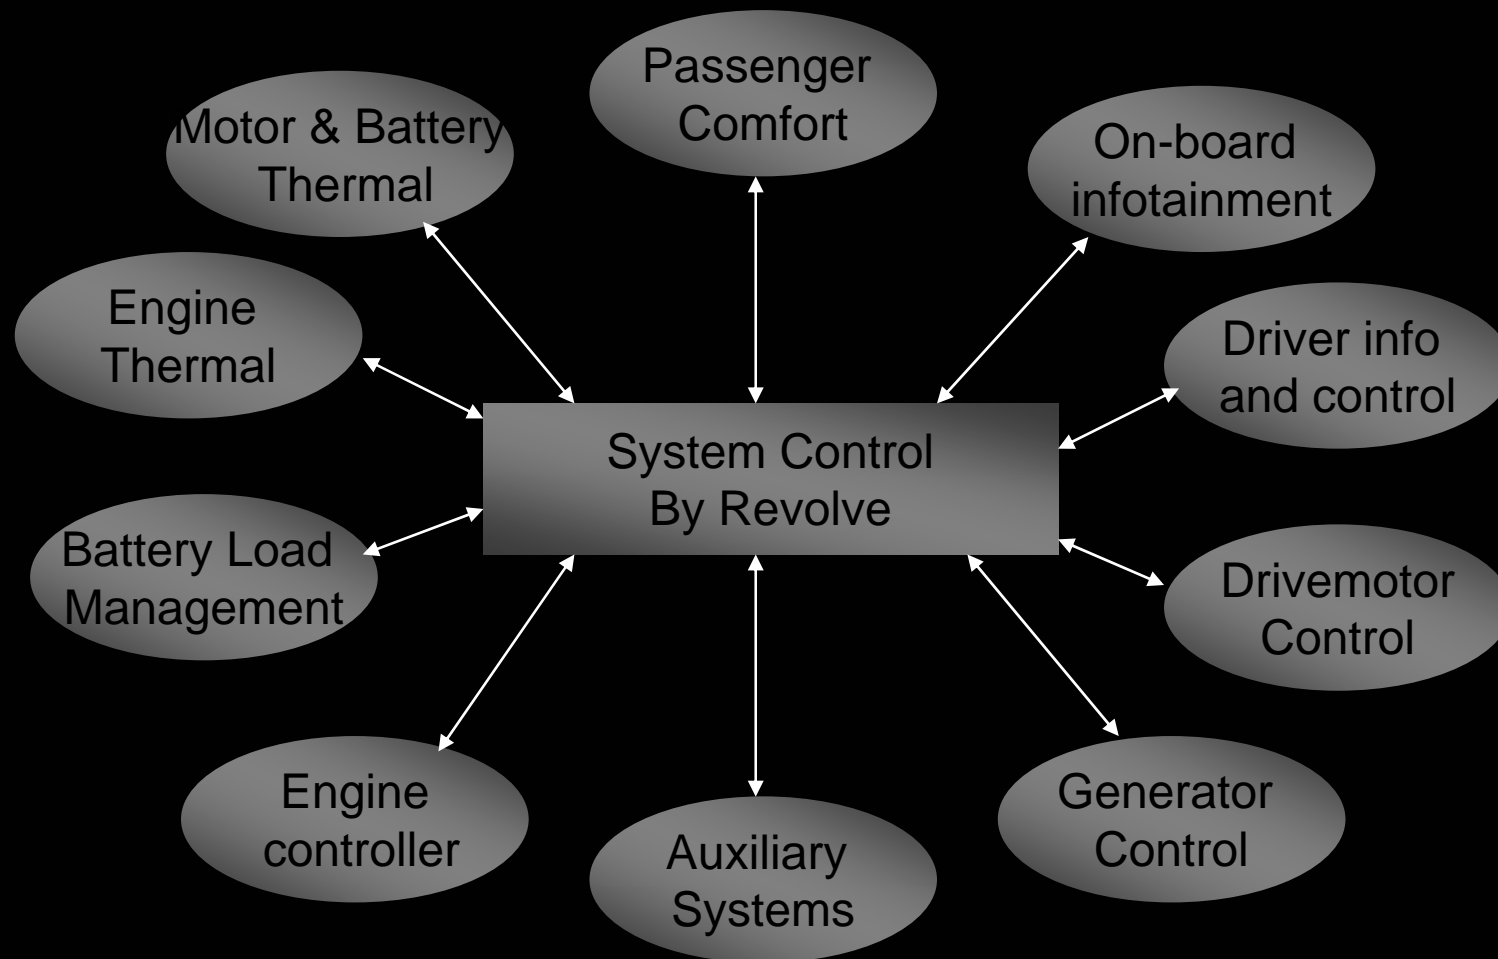 Passenger
Comfort
Motor & Battery
Thermal
On-board
infotainment
Engine
Thermal
Driver info
and control
System Control
By Revolve
Battery Load
Management
Drivemotor
Control
Engine
controller
Auxiliary
Systems
Generator
Control